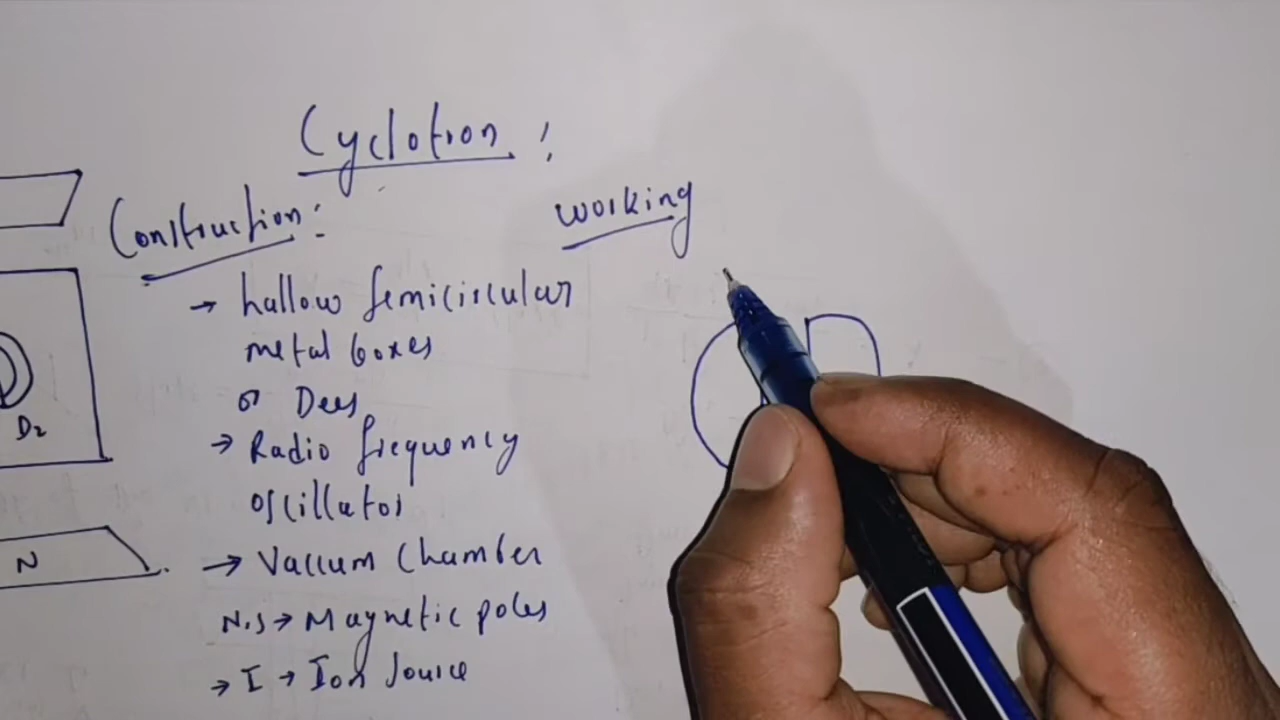 Cyclotron :
Construction :
working
→ hallow semicircular
metal boxes
or Dees
→ Radio frequency
oscillator
→ Vaccum Chamber
N,S → Magnetic poles
→ I → Ion Source
D2
N